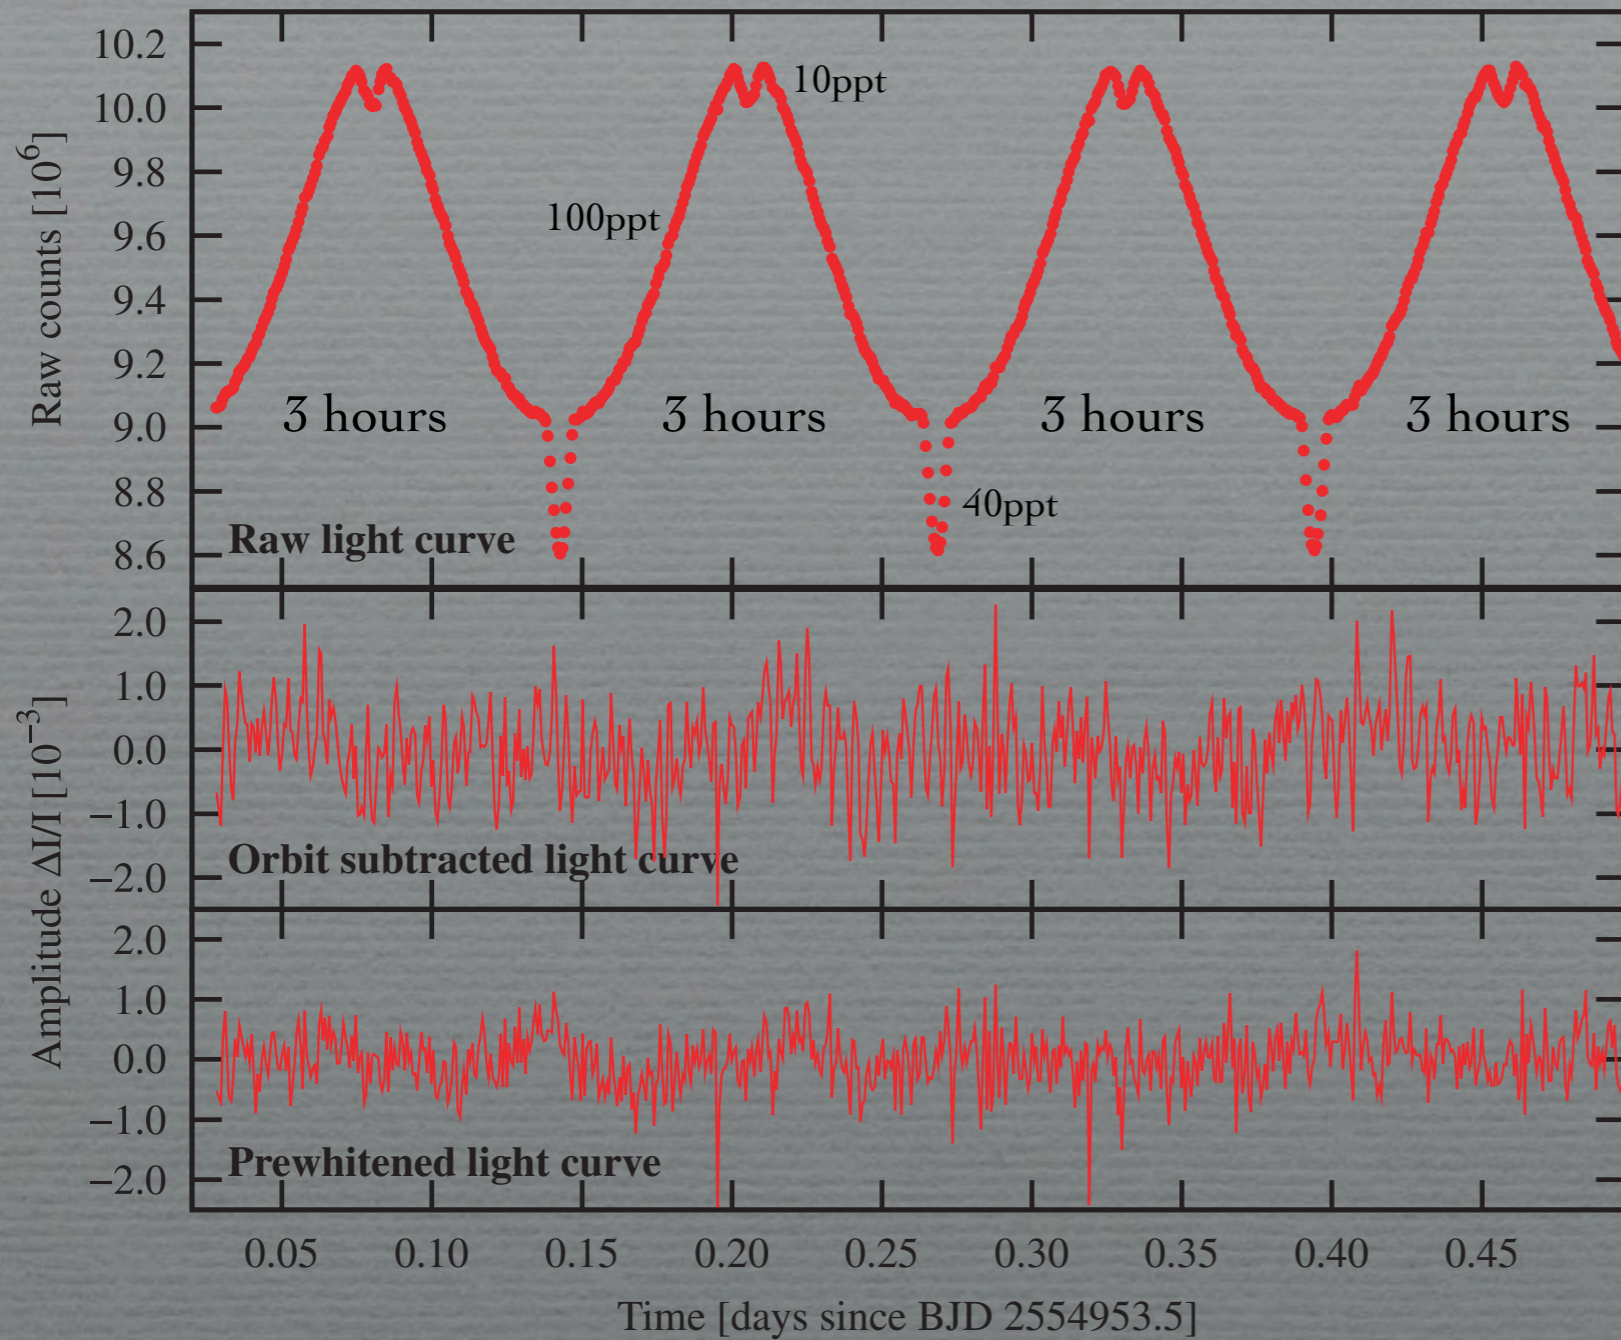 Raw counts [10⁶]
10.2
10.0
9.8
9.6
9.4
9.2
9.0
8.8
8.6
10ppt
100ppt
3 hours 3 hours 3 hours 3 hours
40ppt
Raw light curve
Amplitude ΔI/I [10⁻³]
2.0
1.0
0.0
−1.0
−2.0
Orbit subtracted light curve
2.0
1.0
0.0
−1.0
−2.0
Prewhitened light curve
0.05 0.10 0.15 0.20 0.25 0.30 0.35 0.40 0.45
Time [days since BJD 2554953.5]